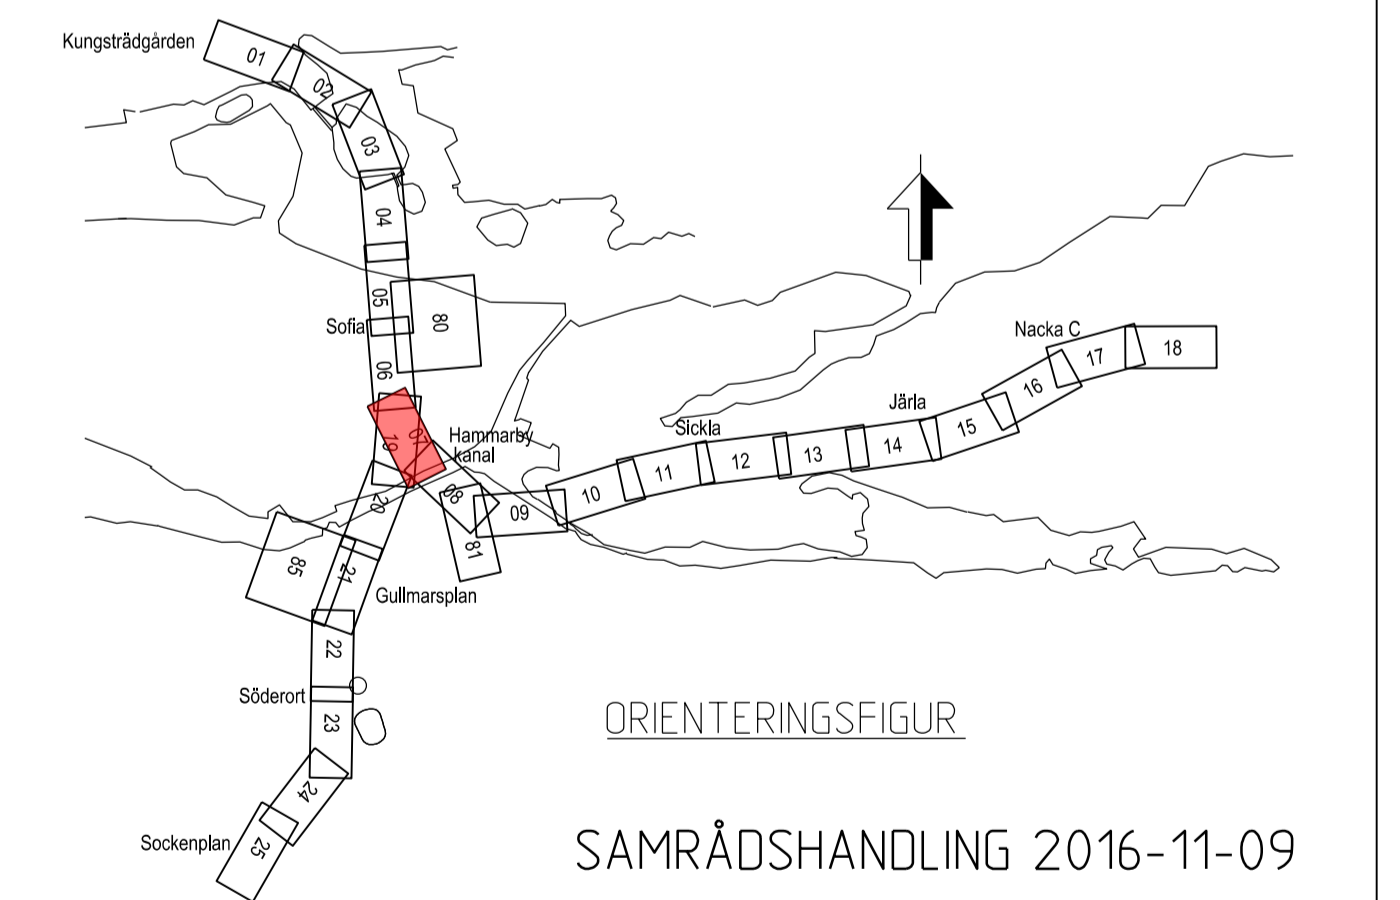 Kungsträdgården
01
02
03
04
05
80
Sofia
06
19
07
Hammarby
kanal
08
09
81
20
85
21
Gullmarsplan
22
Söderort
23
24
Sockenplan
25
10
11
Sickla
12
13
Järla
14
15
16
Nacka C
17
18
ORIENTERINGSFIGUR
SAMRÅDSHANDLING 2016-11-09